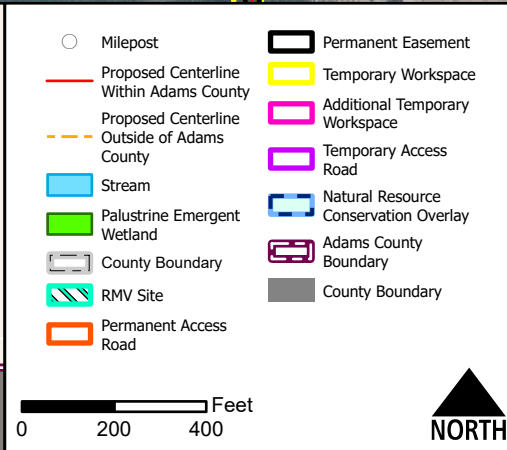 Milepost
Proposed Centerline
Within Adams County
Proposed Centerline
Outside of Adams
County
Stream
Palustrine Emergent
Wetland
County Boundary
RMV Site
Permanent Access
Road
Permanent Easement
Temporary Workspace
Additional Temporary
Workspace
Temporary Access
Road
Natural Resource
Conservation Overlay
Adams County
Boundary
County Boundary
Feet
0 200 400
NORTH